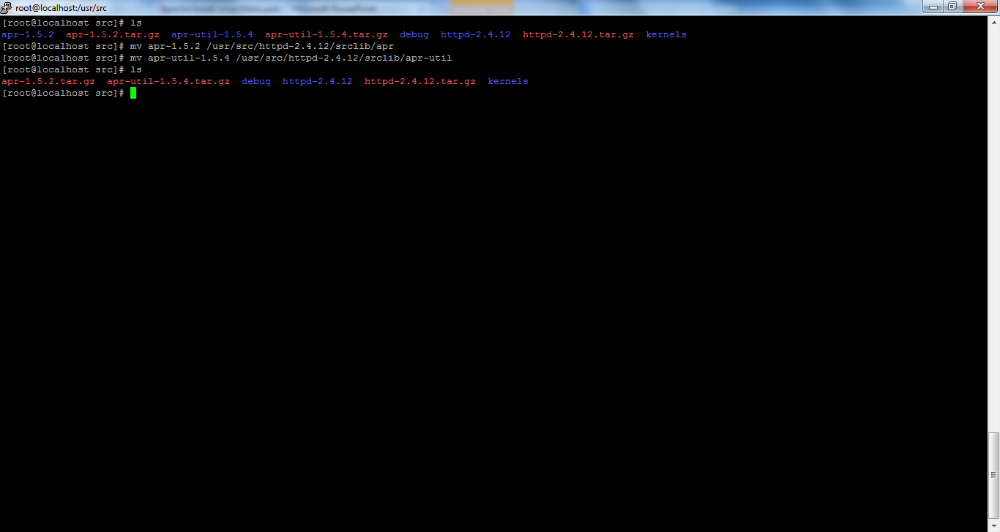 root@localhost:/usr/src
[root@localhost src]# ls
apr-1.5.2  apr-1.5.2.tar.gz  apr-util-1.5.4  apr-util-1.5.4.tar.gz  debug  httpd-2.4.12  httpd-2.4.12.tar.gz  kernels
[root@localhost src]# mv apr-1.5.2 /usr/src/httpd-2.4.12/srclib/apr
[root@localhost src]# mv apr-util-1.5.4 /usr/src/httpd-2.4.12/srclib/apr-util
[root@localhost src]# ls
apr-1.5.2.tar.gz  apr-util-1.5.4.tar.gz  debug  httpd-2.4.12  httpd-2.4.12.tar.gz  kernels
[root@localhost src]#